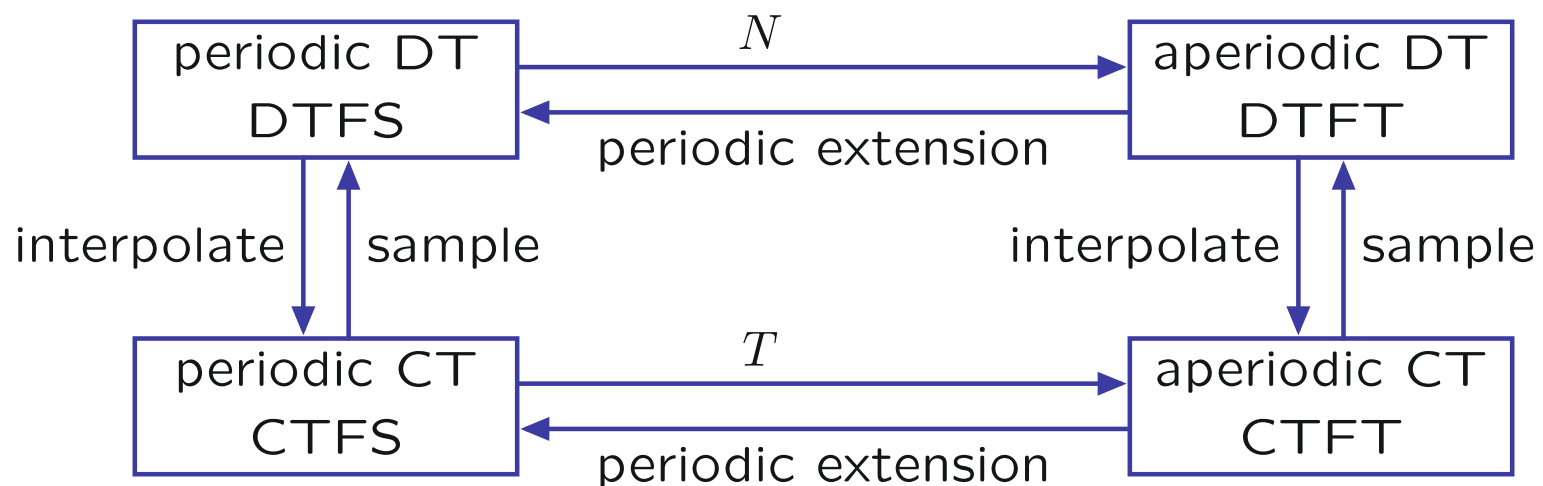 periodic DT
DTFS
N
periodic extension
aperiodic DT
DTFT
interpolate
sample
interpolate
sample
periodic CT
CTFS
T
periodic extension
aperiodic CT
CTFT